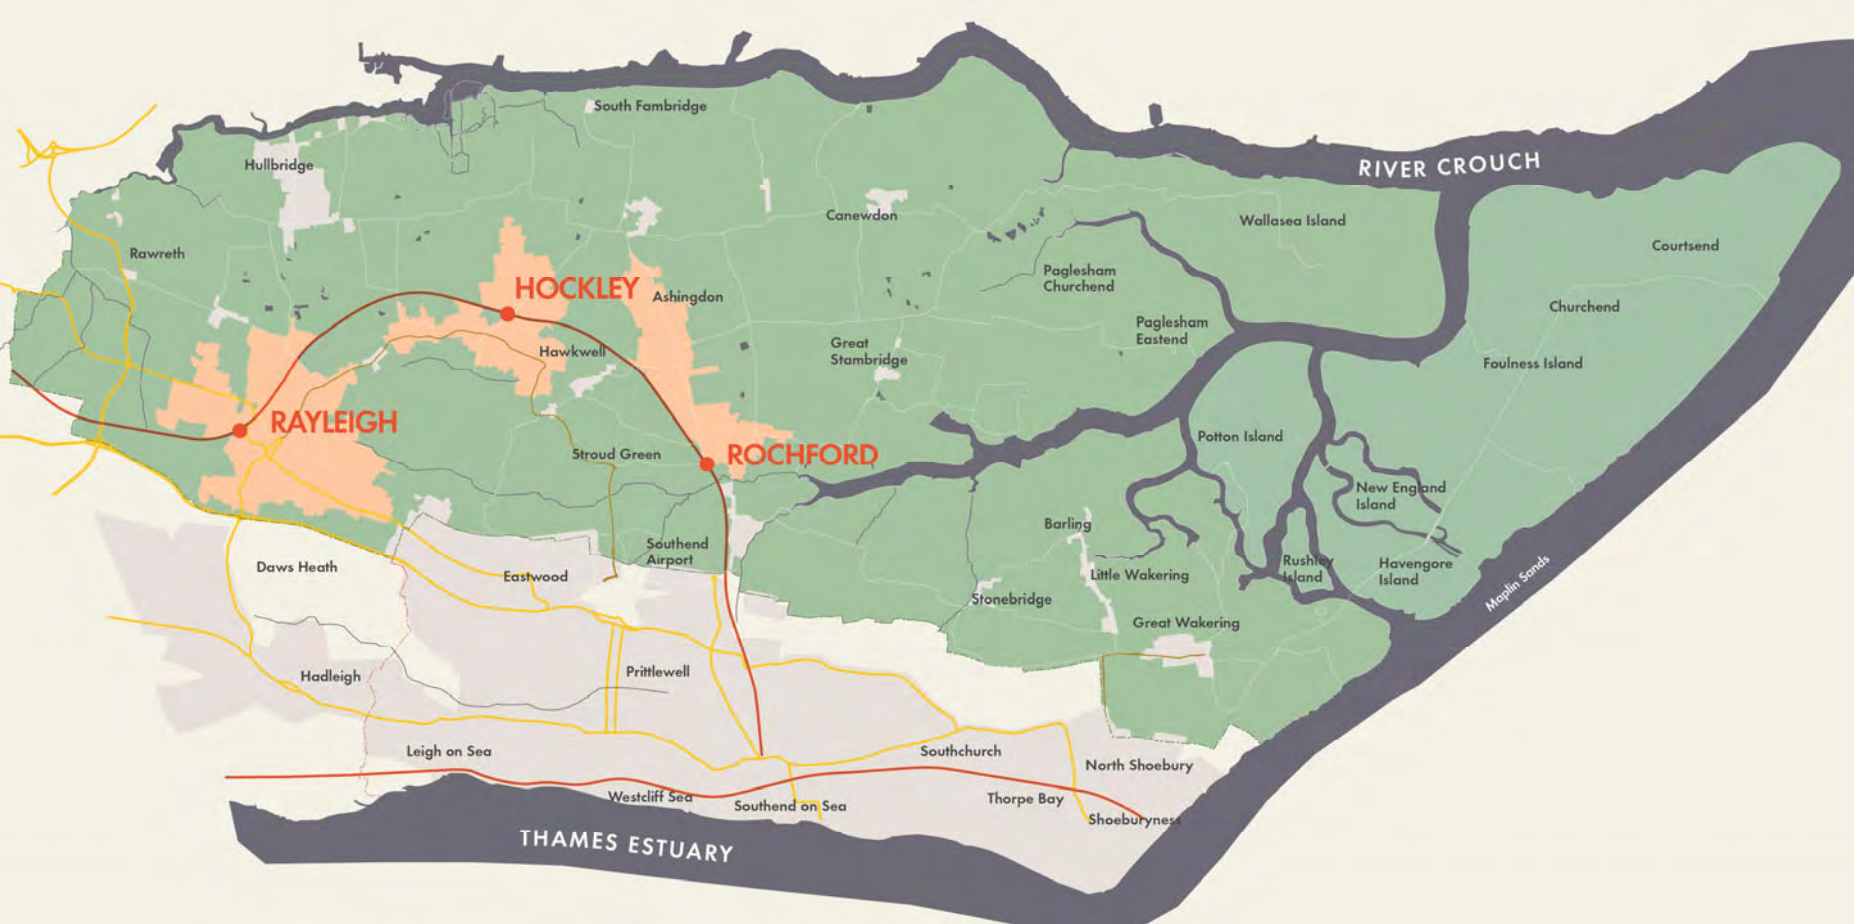 South Fambridge
RIVER CROUCH
Hullbridge
Canewdon
Wallasea Island
Courtsend
Rawreth
Paglesham
Churchend
HOCKLEY
Ashingdon
Churchend
Paglesham
Eastend
Hawkwell
Great
Stambridge
Foulness Island
RAYLEIGH
Potton Island
ROCHFORD
Stroud Green
New England
Island
Barling
Southend
Airport
Daws Heath
Eastwood
Little Wakering
Rushley
Island
Havengore
Island
Maplin Sands
Stonebridge
Great Wakering
Hadleigh
Prittlewell
Leigh on Sea
Southchurch
North Shoebury
Westcliff Sea
Southend on Sea
Thorpe Bay
Shoeburyness
THAMES ESTUARY